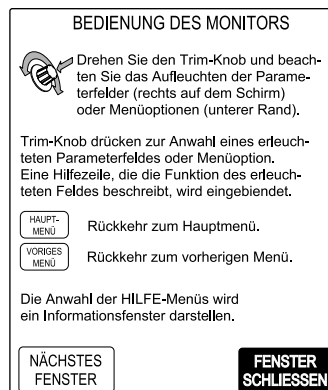 BEDIENUNG DES MONITORS
Drehen Sie den Trim-Knob und beach-
ten Sie das Aufleuchten der Parame-
terfelder (rechts auf dem Schirm)
oder Menüoptionen (unterer Rand).
Trim-Knob drücken zur Anwahl eines erleuch-
teten Parameterfeldes oder Menüoption.
Eine Hilfezeile, die die Funktion des erleuch-
teten Feldes beschreibt, wird eingebiendet.
HAUPT-
MENÜ
Rückkehr zum Hauptmenü.
VORIGES
MENÜ
Rückkehr zum vorherigen Menü.
Die Anwahl der HILFE-Menüs wird
ein Informationsfenster darstellen.
NÄCHSTES
FENSTER
FENSTER
SCHLIESSEN